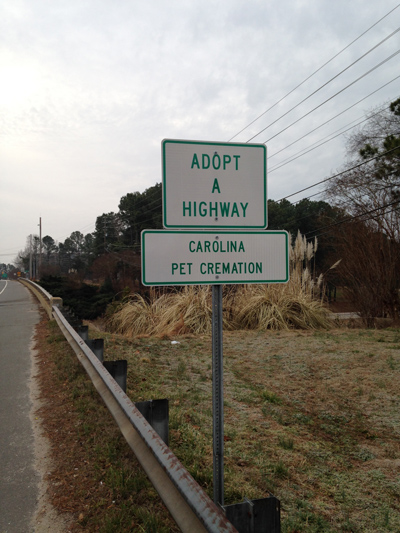 ADOPT
A
HIGHWAY
CAROLINA
PET CREMATION